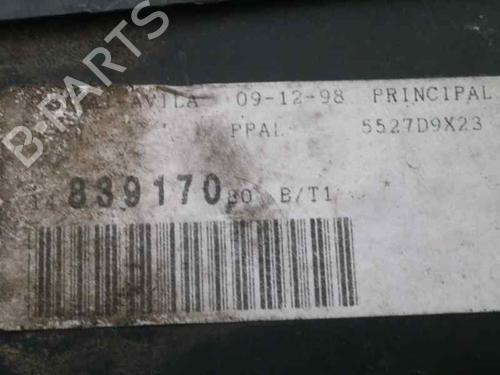 B-PARTS
AVILA 09-12-98 PRINCIPAL
PPAL 5527D9X23
839170 B/T1